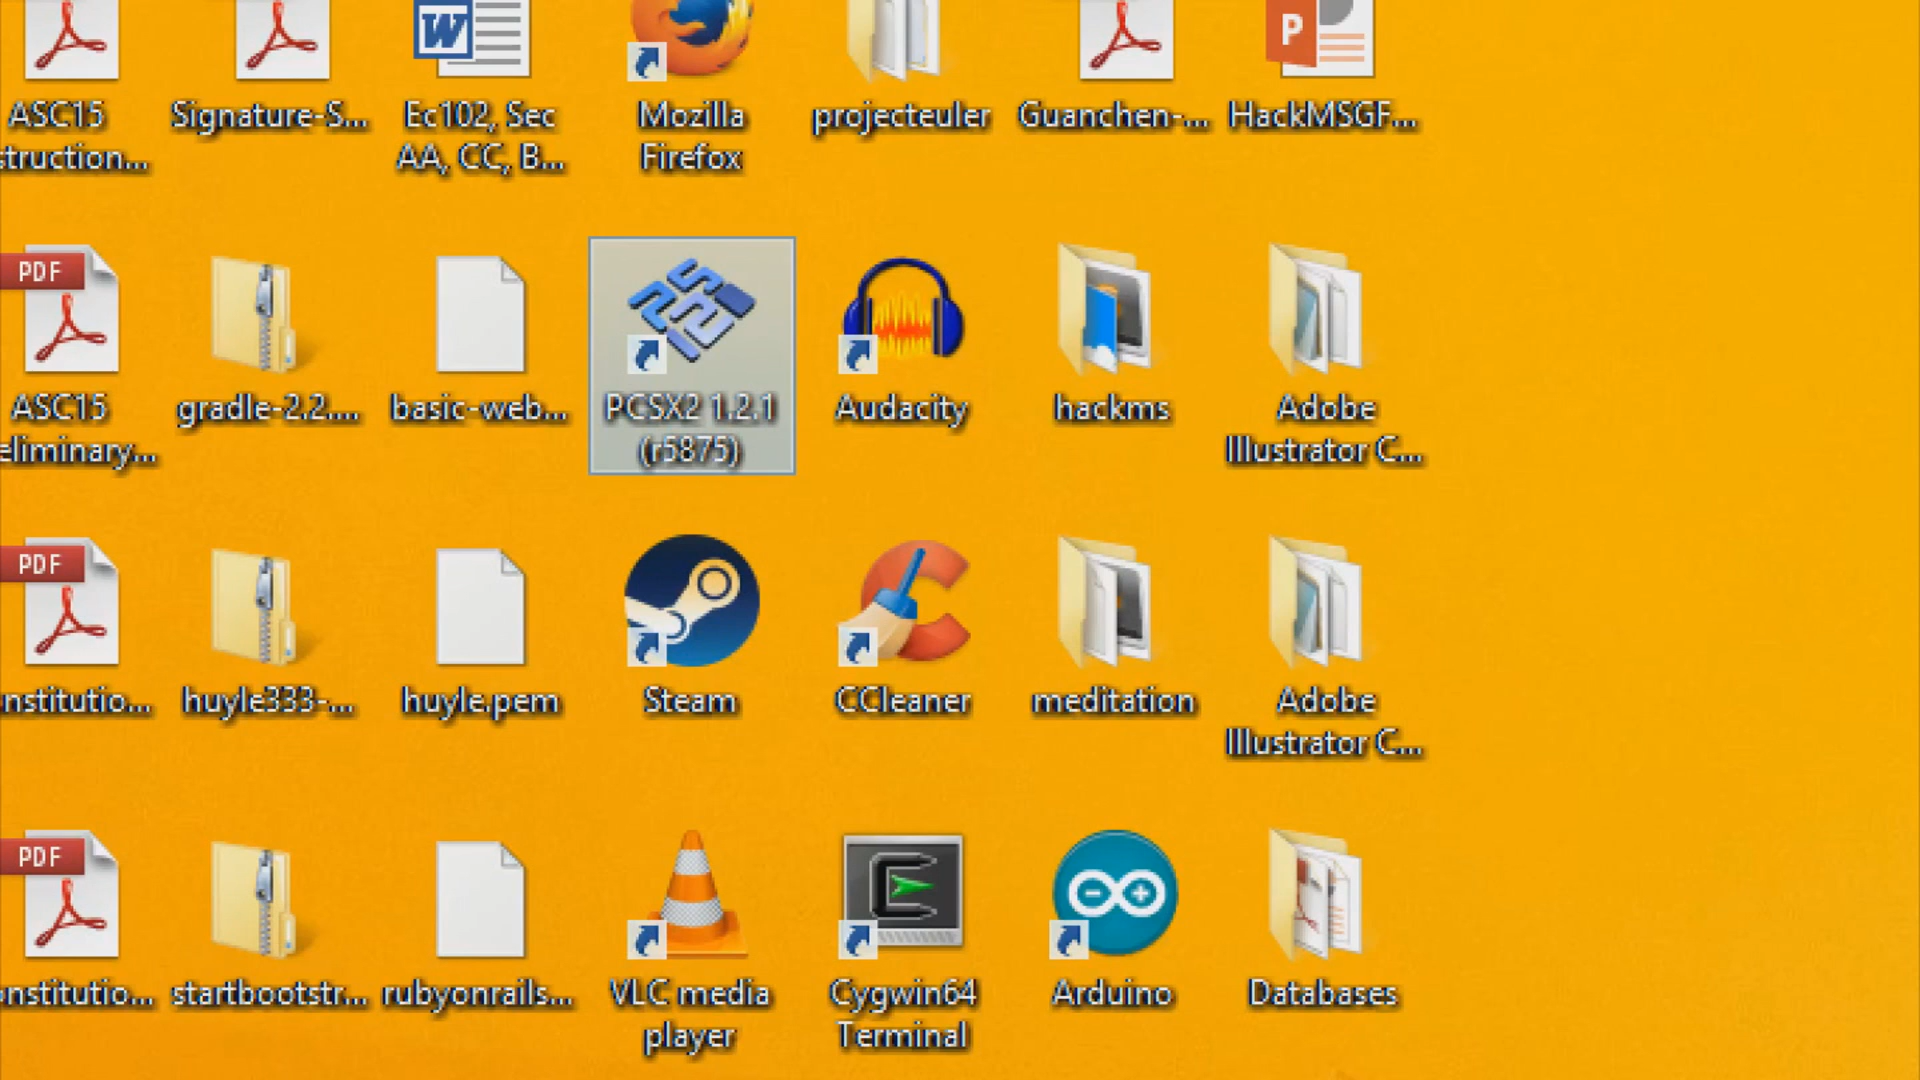 ASC15
struction...
Signature-S...
Ec102, Sec
AA, CC, B...
Mozilla
Firefox
projecteuler
Guanchen-...
HackMSGF...
W
P
PDF
ASC15
eliminary...
gradle-2.2....
basic-web...
PCSX2 1.2.1
(r5875)
Audacity
hackms
Adobe
Illustrator C...
PDF
nstitutio...
huyle333-...
huyle.pem
Steam
CCleaner
meditation
Adobe
Illustrator C...
PDF
onstitutio...
startbootstr...
rubyonrails...
VLC media
player
Cygwin64
Terminal
Arduino
Databases